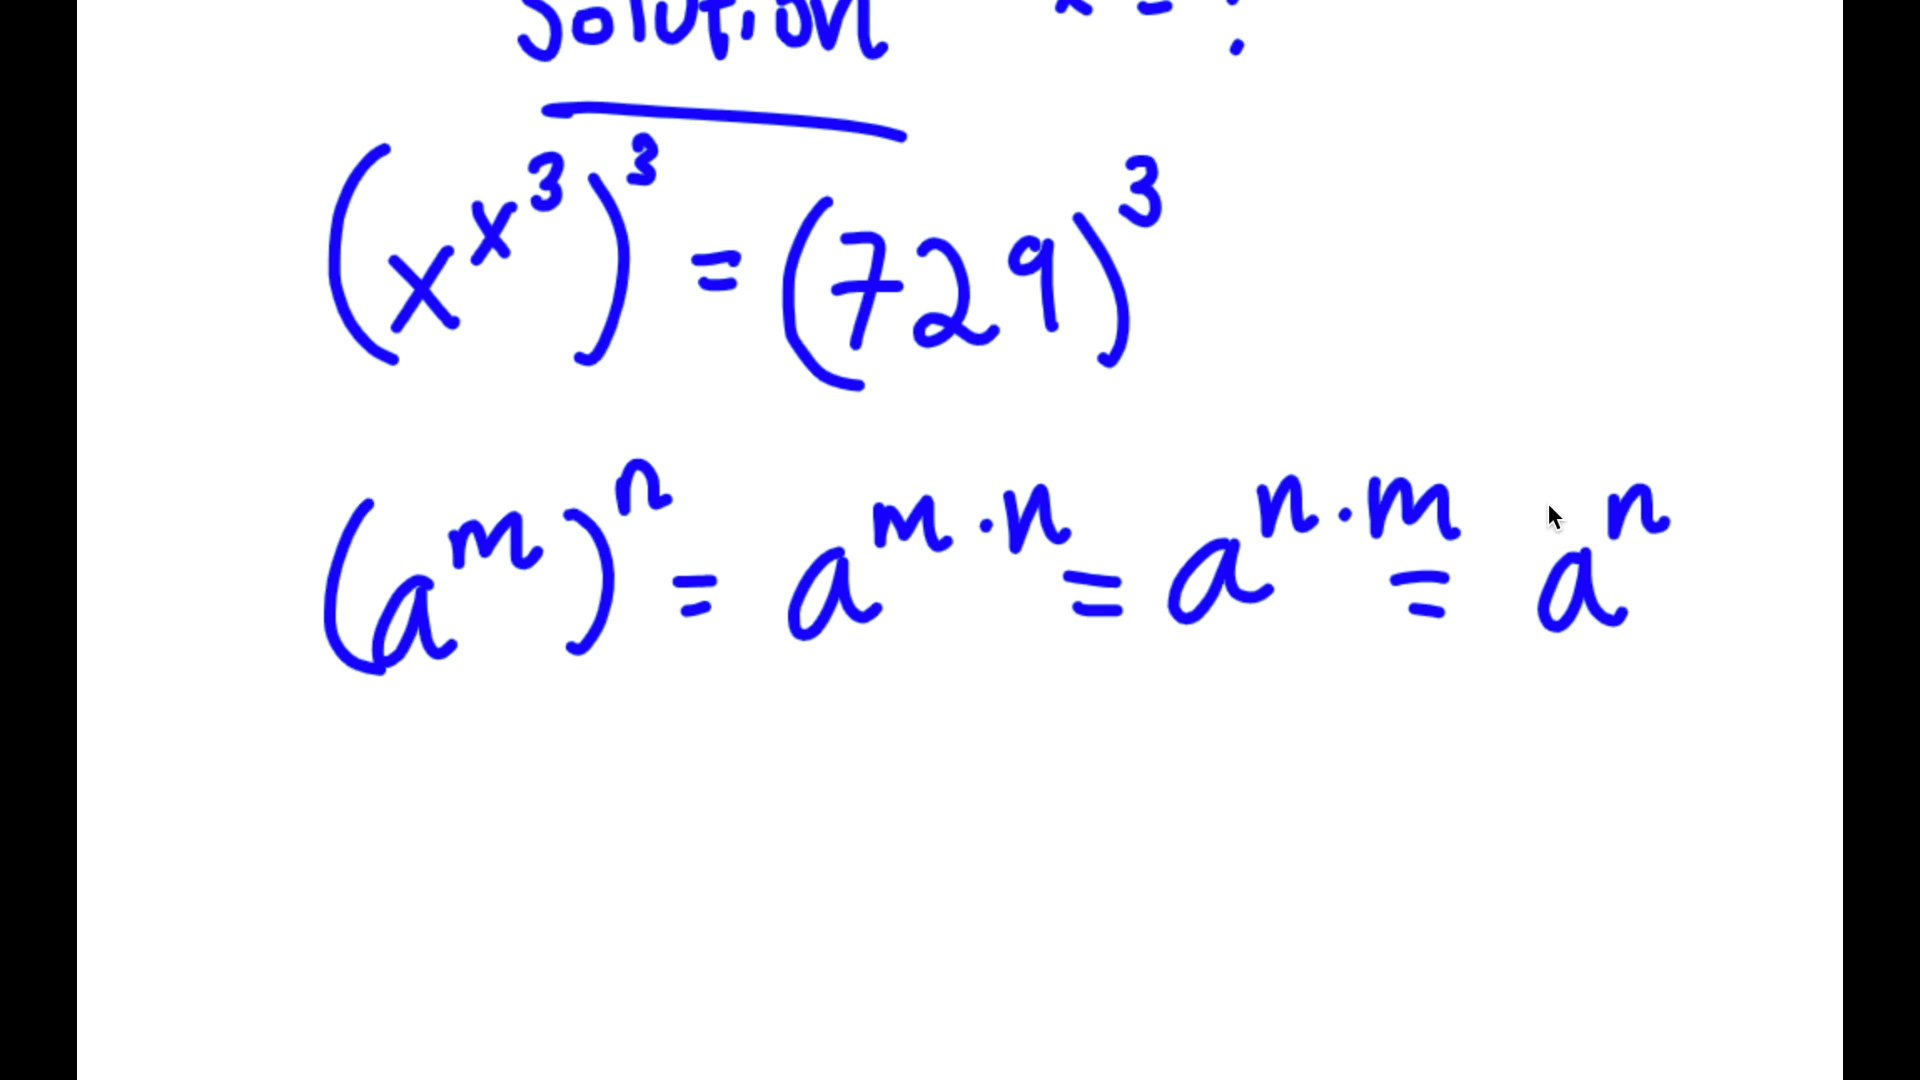 Solution x = ?
(x^{x^3})^3 = (729)^3
(a^m)^n = a^{m·n} = a^{n·m} = a^n